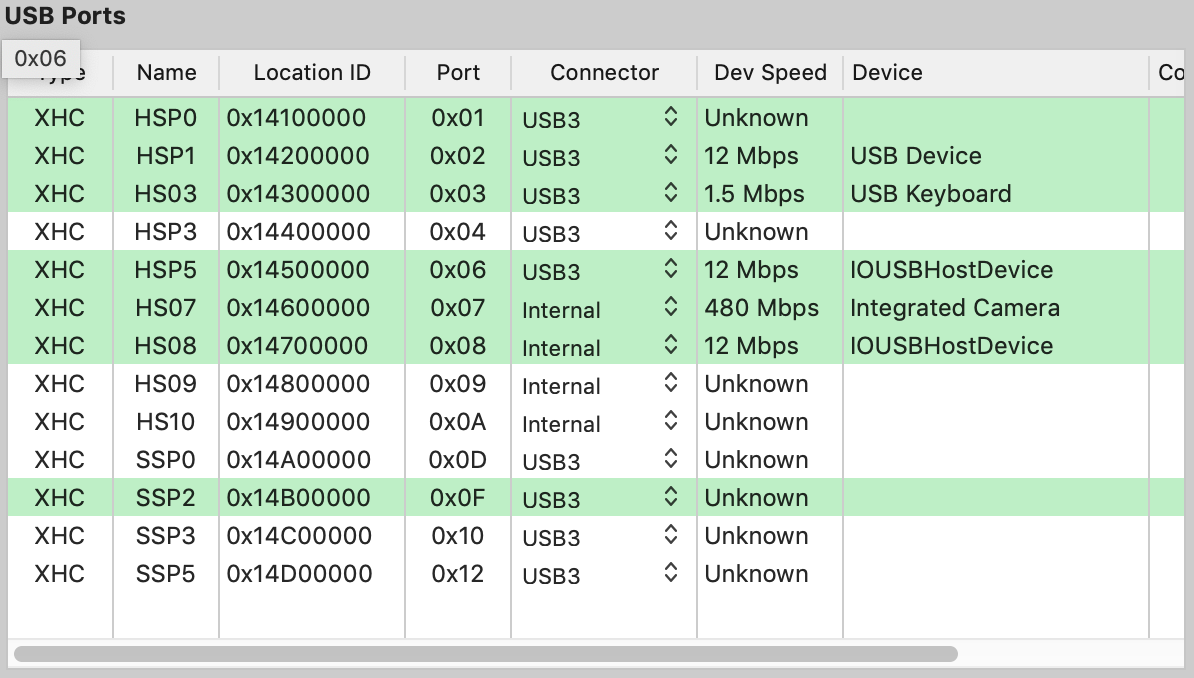 USB Ports
0x06
Name Location ID Port Connector Dev Speed Device Co
XHC HSP0 0x14100000 0x01 USB3 Unknown
XHC HSP1 0x14200000 0x02 USB3 12 Mbps USB Device
XHC HS03 0x14300000 0x03 USB3 1.5 Mbps USB Keyboard
XHC HSP3 0x14400000 0x04 USB3 Unknown
XHC HSP5 0x14500000 0x06 USB3 12 Mbps IOUSBHostDevice
XHC HS07 0x14600000 0x07 Internal 480 Mbps Integrated Camera
XHC HS08 0x14700000 0x08 Internal 12 Mbps IOUSBHostDevice
XHC HS09 0x14800000 0x09 Internal Unknown
XHC HS10 0x14900000 0x0A Internal Unknown
XHC SSP0 0x14A00000 0x0D USB3 Unknown
XHC SSP2 0x14B00000 0x0F USB3 Unknown
XHC SSP3 0x14C00000 0x10 USB3 Unknown
XHC SSP5 0x14D00000 0x12 USB3 Unknown